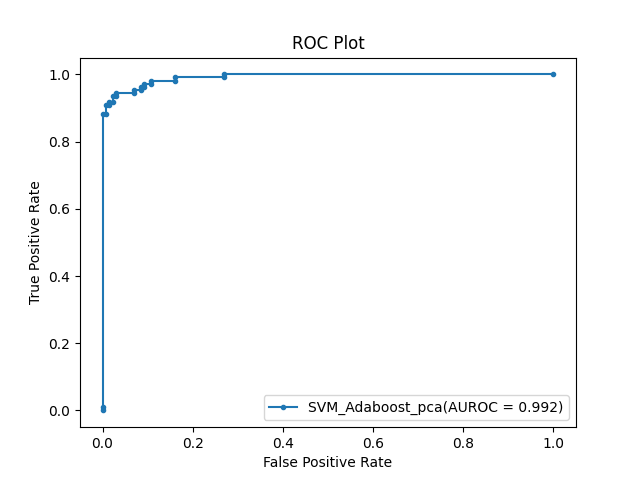 ROC Plot
True Positive Rate
1.0
0.8
0.6
0.4
0.2
0.0
SVM_Adaboost_pca(AUROC = 0.992)
0.0 0.2 0.4 0.6 0.8 1.0
False Positive Rate